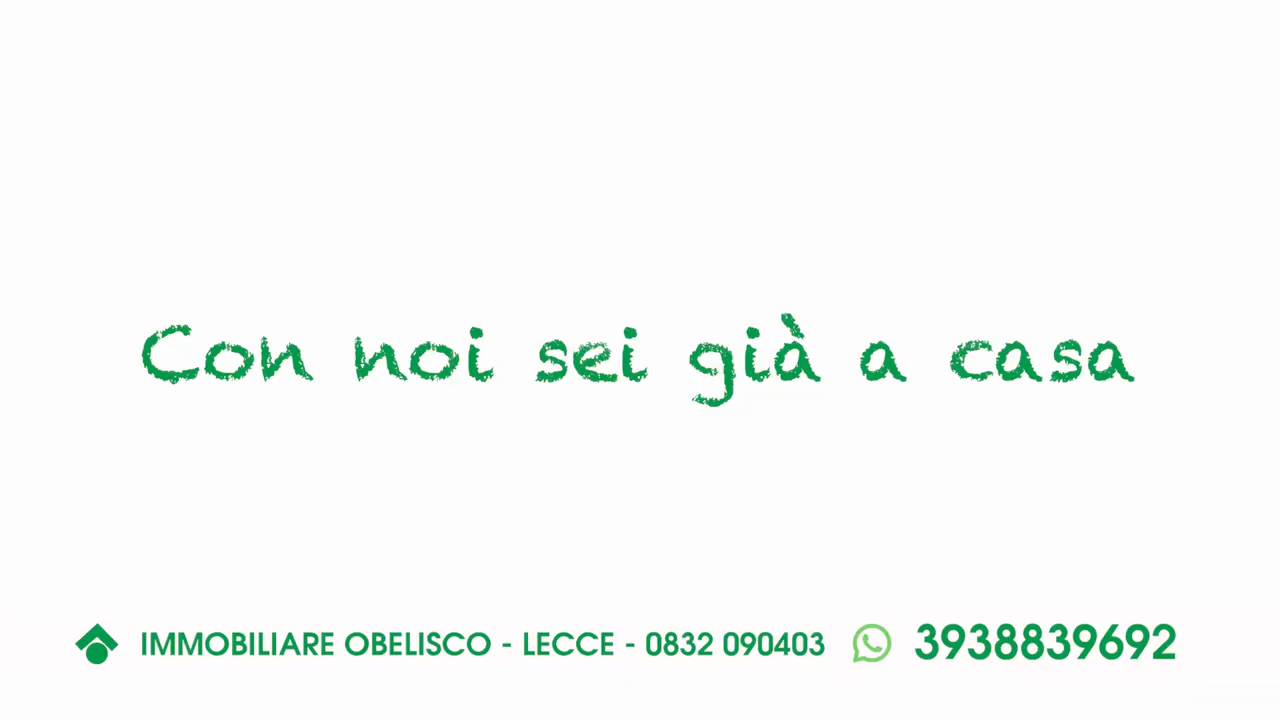 Con noi sei già a casa
IMMOBILIARE OBELISCO - LECCE - 0832 090403 3938839692